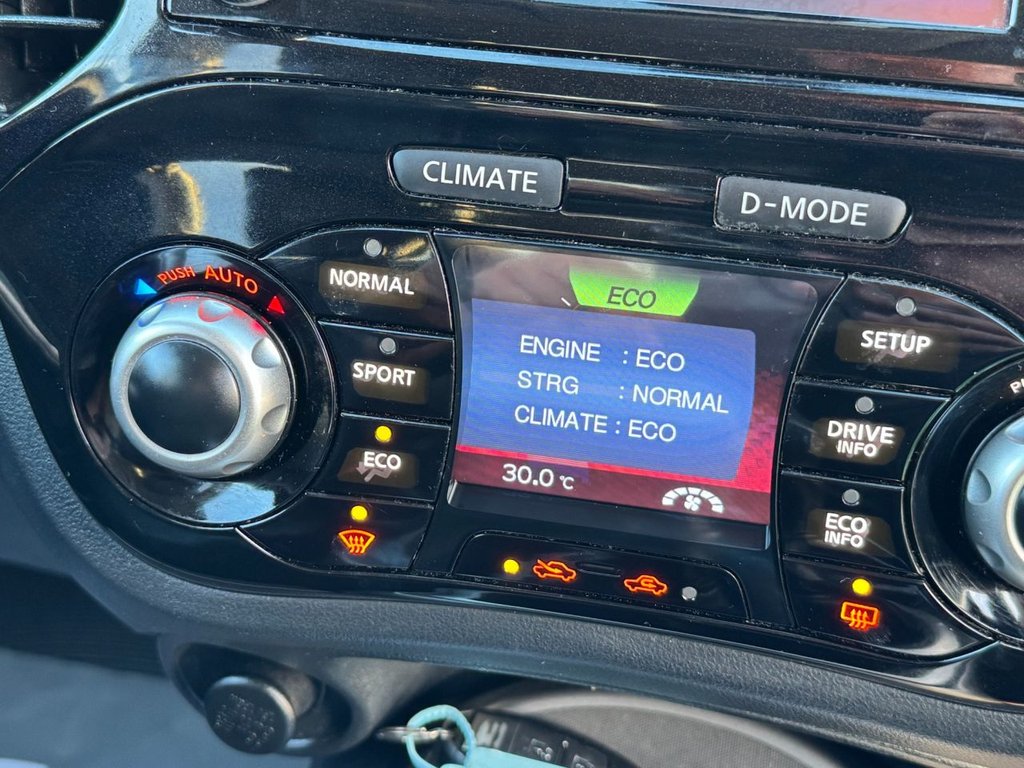 CLIMATE
D-MODE
PUSH AUTO
NORMAL
SPORT
ECO
ECO
ENGINE : ECO
STRG : NORMAL
CLIMATE : ECO
30.0 °C
SETUP
DRIVE
INFO
ECO
INFO